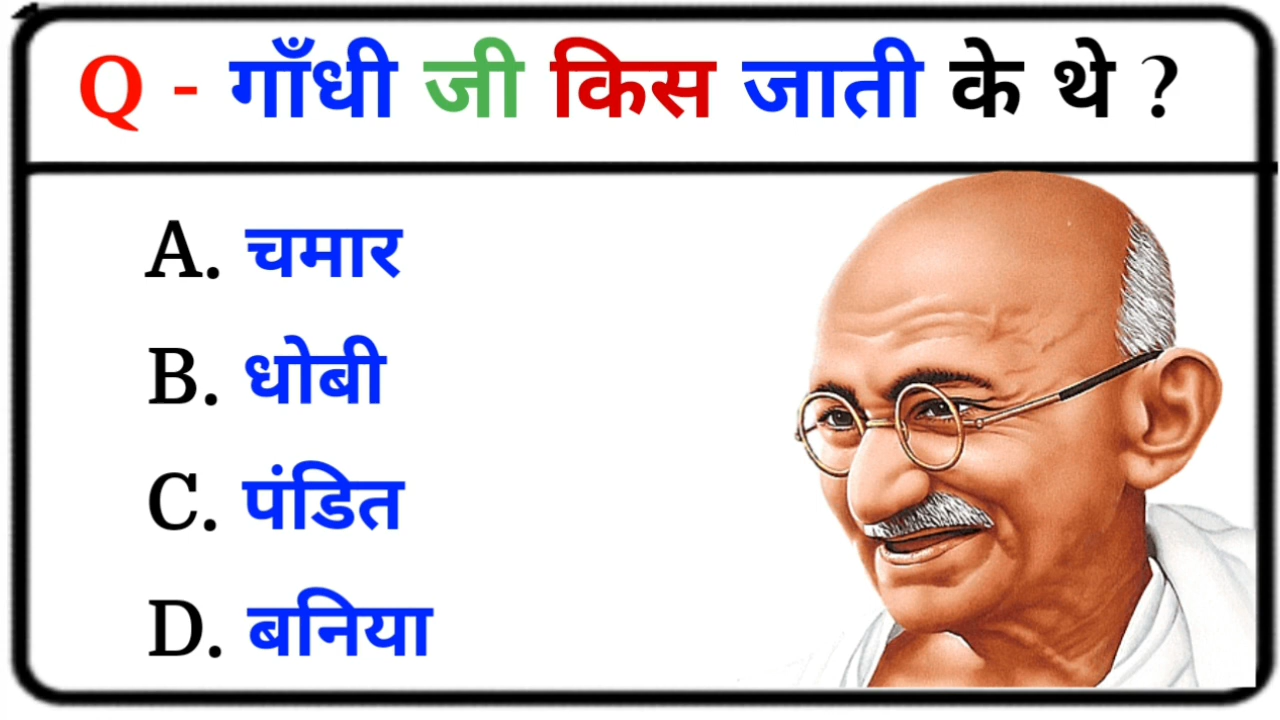 Q - गाँधी जी किस जाती के थे ?
A. चमार
B. धोबी
C. पंडित
D. बनिया